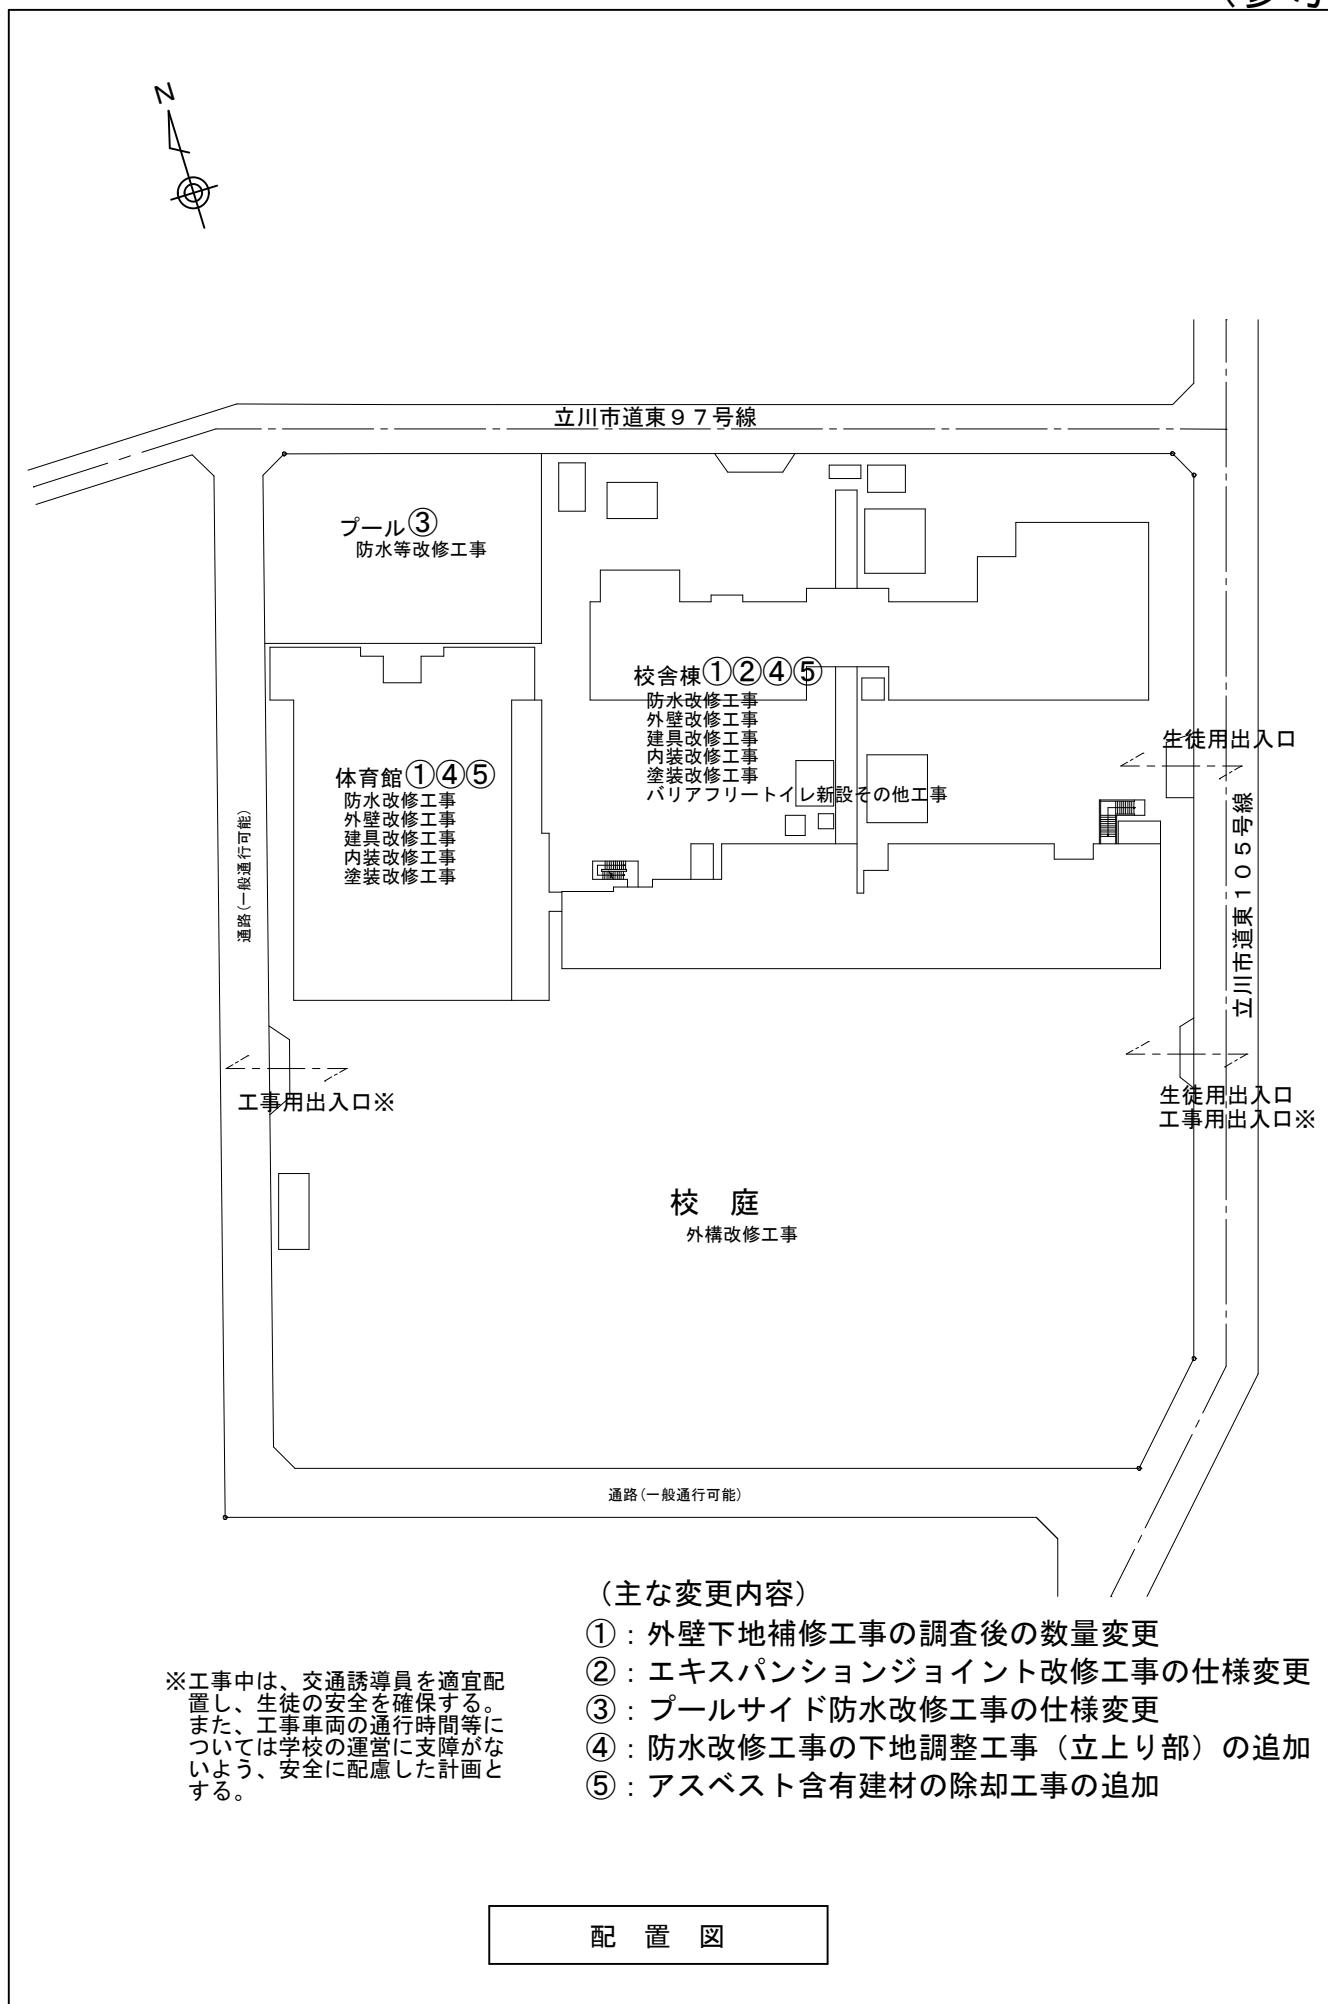 N
立川市道東９７号線
プール③
防水等改修工事
校舎棟①②④⑤
防水改修工事
外壁改修工事
建具改修工事
内装改修工事
塗装改修工事
バリアフリートイレ新設その他工事
生徒用出入口
体育館①④⑤
防水改修工事
外壁改修工事
建具改修工事
内装改修工事
塗装改修工事
通路(一般通行可能)
立川市道東１０５号線
工事用出入口※
生徒用出入口
工事用出入口※
校　庭
外構改修工事
通路(一般通行可能)
（主な変更内容）
①：外壁下地補修工事の調査後の数量変更
②：エキスパンションジョイント改修工事の仕様変更
③：プールサイド防水改修工事の仕様変更
④：防水改修工事の下地調整工事（立上り部）の追加
⑤：アスベスト含有建材の除却工事の追加
※工事中は、交通誘導員を適宜配
置し、生徒の安全を確保する。
また、工事車両の通行時間等に
ついては学校の運営に支障がな
いよう、安全に配慮した計画と
する。
配　置　図